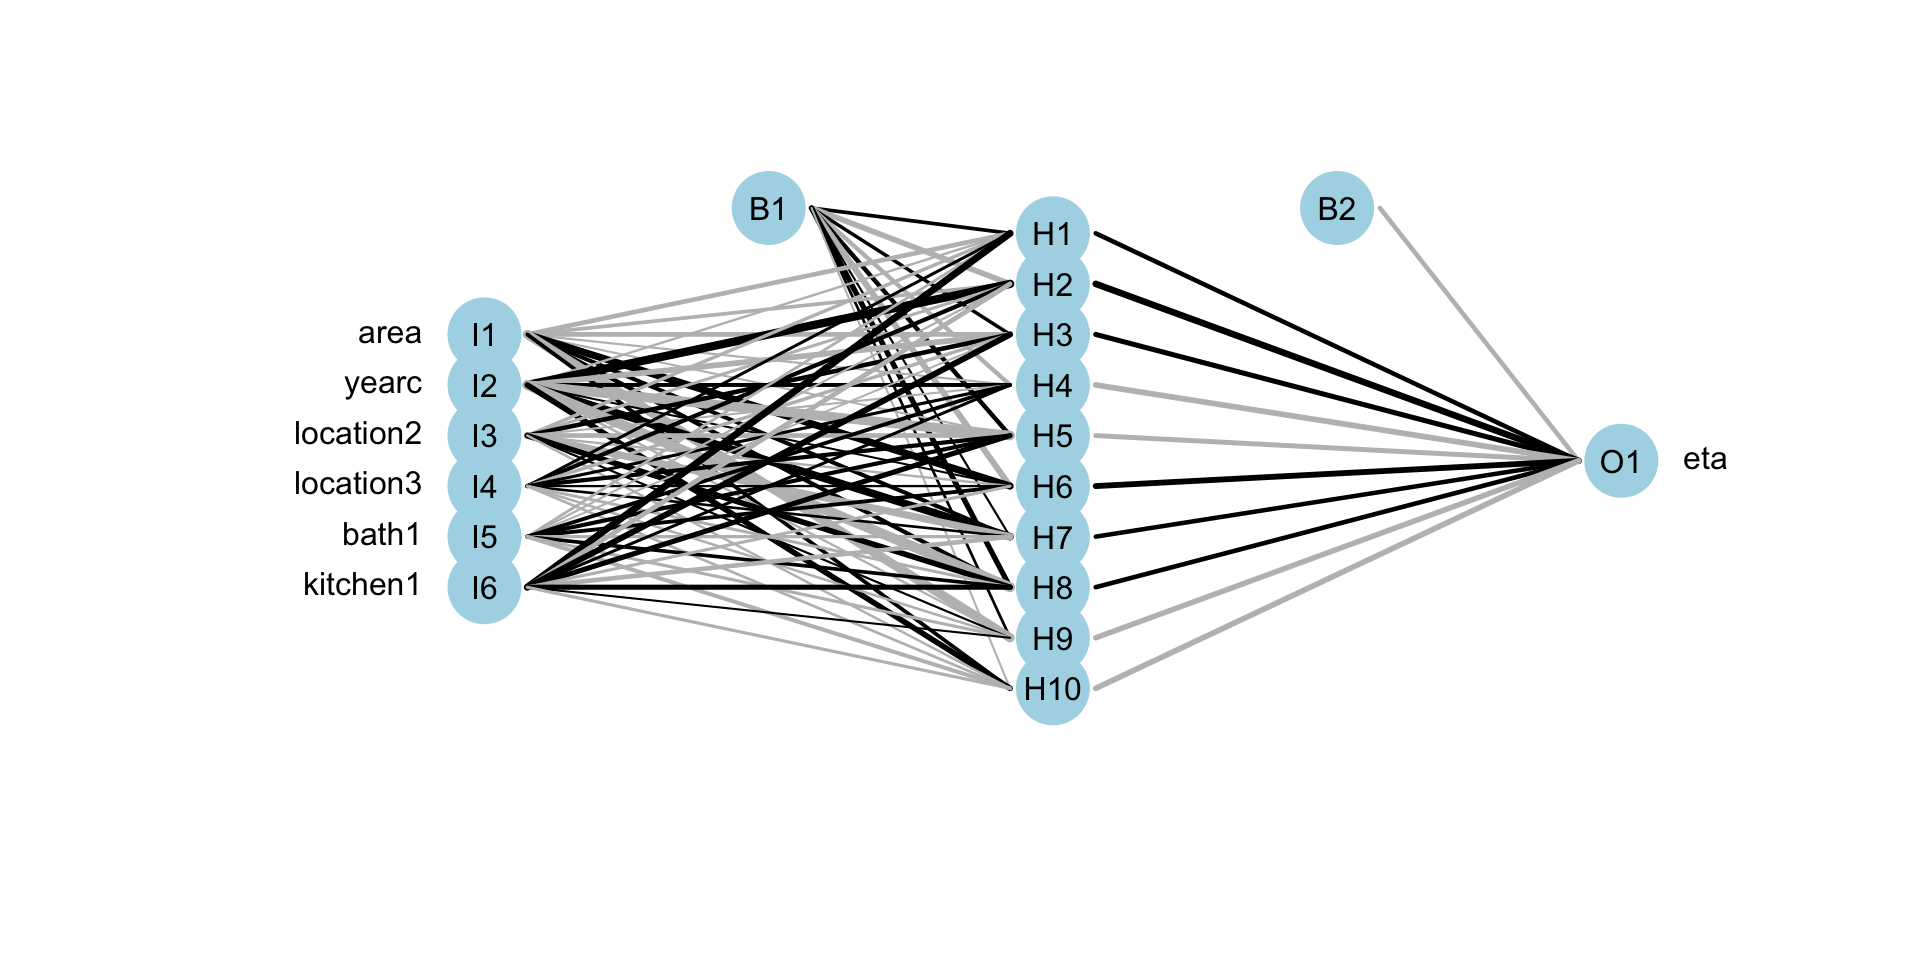 B1
B2
H1
H2
area I1 H3
yearc I2 H4
location2 I3 H5
O1 eta
location3 I4 H6
bath1 I5 H7
kitchen1 I6 H8
H9
H10